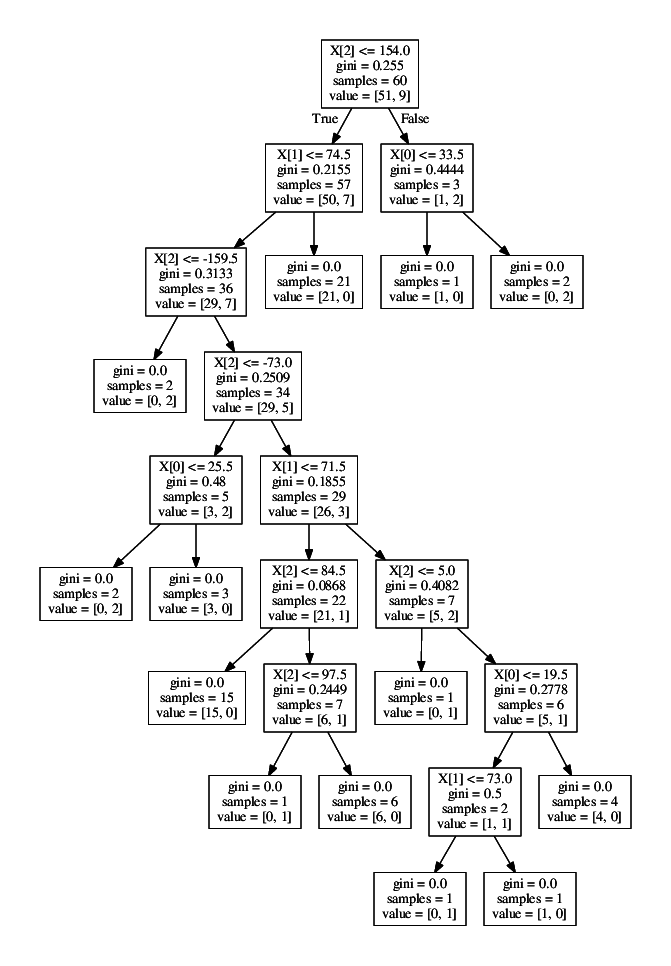 X[2] <= 154.0
gini = 0.255
samples = 60
value = [51, 9]
True
False
X[1] <= 74.5
gini = 0.2155
samples = 57
value = [50, 7]
X[0] <= 33.5
gini = 0.4444
samples = 3
value = [1, 2]
X[2] <= -159.5
gini = 0.3133
samples = 36
value = [29, 7]
gini = 0.0
samples = 21
value = [21, 0]
gini = 0.0
samples = 1
value = [1, 0]
gini = 0.0
samples = 2
value = [0, 2]
gini = 0.0
samples = 2
value = [0, 2]
X[2] <= -73.0
gini = 0.2509
samples = 34
value = [29, 5]
X[0] <= 25.5
gini = 0.48
samples = 5
value = [3, 2]
X[1] <= 71.5
gini = 0.1855
samples = 29
value = [26, 3]
gini = 0.0
samples = 2
value = [0, 2]
gini = 0.0
samples = 3
value = [3, 0]
X[2] <= 84.5
gini = 0.0868
samples = 22
value = [21, 1]
X[2] <= 5.0
gini = 0.4082
samples = 7
value = [5, 2]
gini = 0.0
samples = 15
value = [15, 0]
X[2] <= 97.5
gini = 0.2449
samples = 7
value = [6, 1]
gini = 0.0
samples = 1
value = [0, 1]
X[0] <= 19.5
gini = 0.2778
samples = 6
value = [5, 1]
gini = 0.0
samples = 1
value = [0, 1]
gini = 0.0
samples = 6
value = [6, 0]
X[1] <= 73.0
gini = 0.5
samples = 2
value = [1, 1]
gini = 0.0
samples = 4
value = [4, 0]
gini = 0.0
samples = 1
value = [0, 1]
gini = 0.0
samples = 1
value = [1, 0]